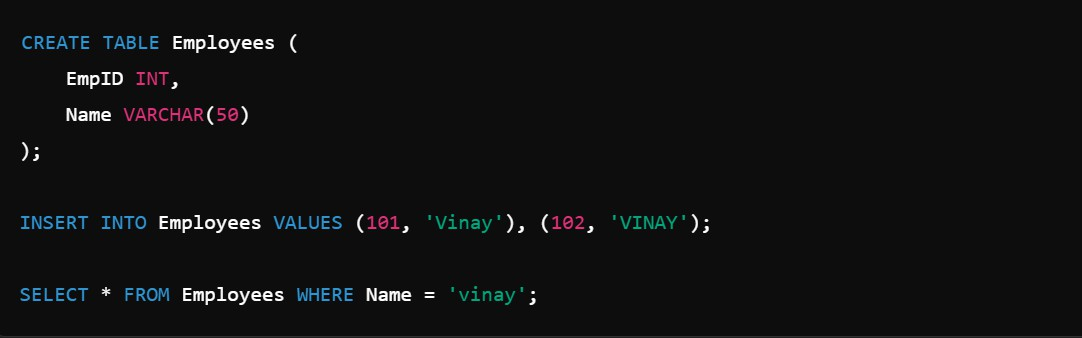 CREATE TABLE Employees (
    EmpID INT,
    Name VARCHAR(50)
);
INSERT INTO Employees VALUES (101, 'Vinay'), (102, 'VINAY');
SELECT * FROM Employees WHERE Name = 'vinay';